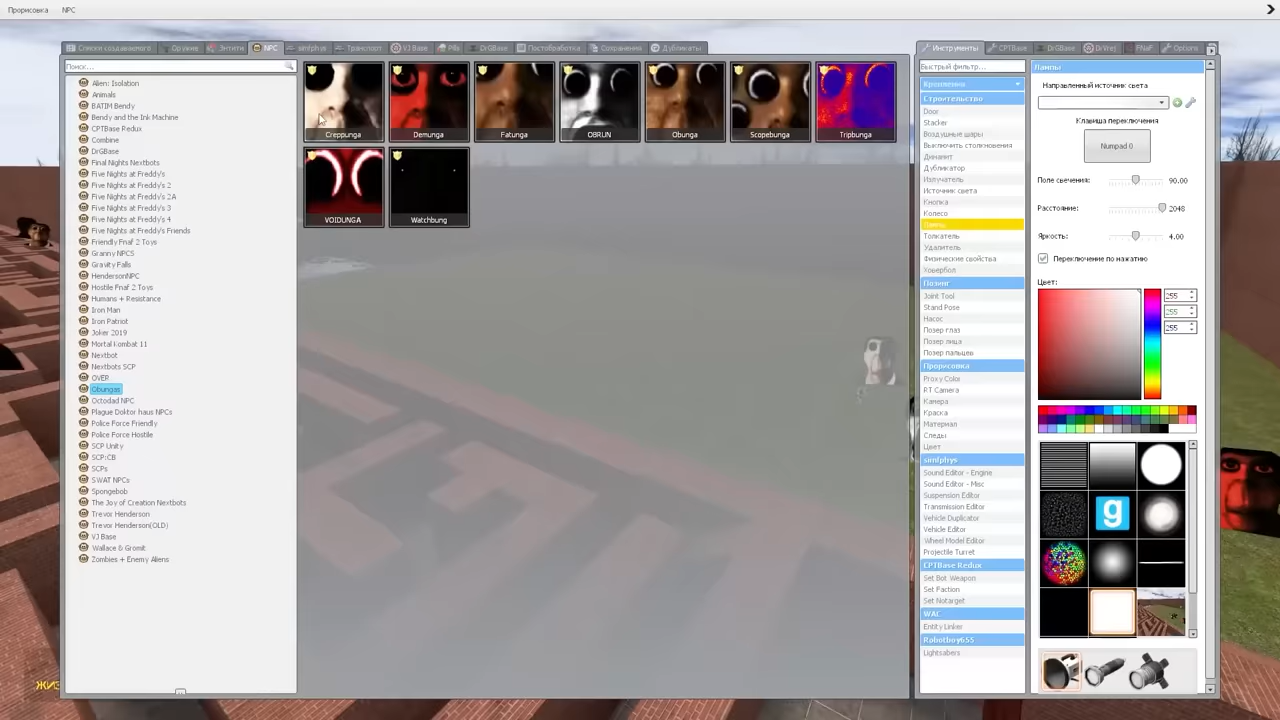 Прорисовка NPC
Списки создаваемого Оружие Энтити NPC simfphys Транспорт VJ Base Pills DrGBase Постобработка Сохранения Дубликаты
Поиск...
Alien: Isolation
Animals
BATIM Bendy
Bendy and the Ink Machine
CPTBase Redux
Combine
DrGBase
Final Nights Nextbots
Five Nights at Freddy's
Five Nights at Freddy's 2
Five Nights at Freddy's 2A
Five Nights at Freddy's 3
Five Nights at Freddy's 4
Five Nights at Freddy's Friends
Friendly Fnaf 2 Toys
Granny NPCS
Gravity Falls
HendersonNPC
Hostile Fnaf 2 Toys
Humans + Resistance
Iron Man
Iron Patriot
Joker 2019
Mortal Kombat 11
Nextbot
Nextbots SCP
OVER
Obungas
Octodad NPC
Plague Doktor haus NPCs
Police Force Friendly
Police Force Hostile
SCP Unity
SCP:CB
SCPs
SWAT NPCs
Spongebob
The Joy of Creation Nextbots
Trevor Henderson
Trevor Henderson(OLD)
VJ Base
Wallace & Gromit
Zombies + Enemy Aliens
Creppunga Demunga Fatunga OBRUN Obunga Scopebunga Tripbunga
VOIDUNGA Watchbung
Инструменты CPTBase DrGBase DrVrej FNaF Options
Быстрый фильтр...
Строительство
Door
Stacker
Воздушные шары
Выключить столкновения
Динамит
Дубликатор
Излучатель
Источник света
Кнопка
Колесо
Лампы
Толкатель
Удалитель
Физические свойства
Ховербол
Позинг
Joint Tool
Stand Pose
Насос
Позер глаз
Позер лица
Позер пальцев
Прорисовка
Proxy Color
RT Camera
Камера
Краска
Материал
Следы
Цвет
simfphys
Sound Editor - Engine
Sound Editor - Misc
Suspension Editor
Transmission Editor
Vehicle Duplicator
Vehicle Editor
Wheel Model Editor
Projectile Turret
CPTBase Redux
Set Bot Weapon
Set Faction
Set Notarget
WAC
Entity Linker
Robotboy655
Lightsabers
Лампы
Направленный источник света
Клавиша переключения
Numpad 0
Поле свечения: 90.00
Расстояние: 2048
Яркость: 4.00
Переключение по нажатию
Цвет:
255
255
255
g